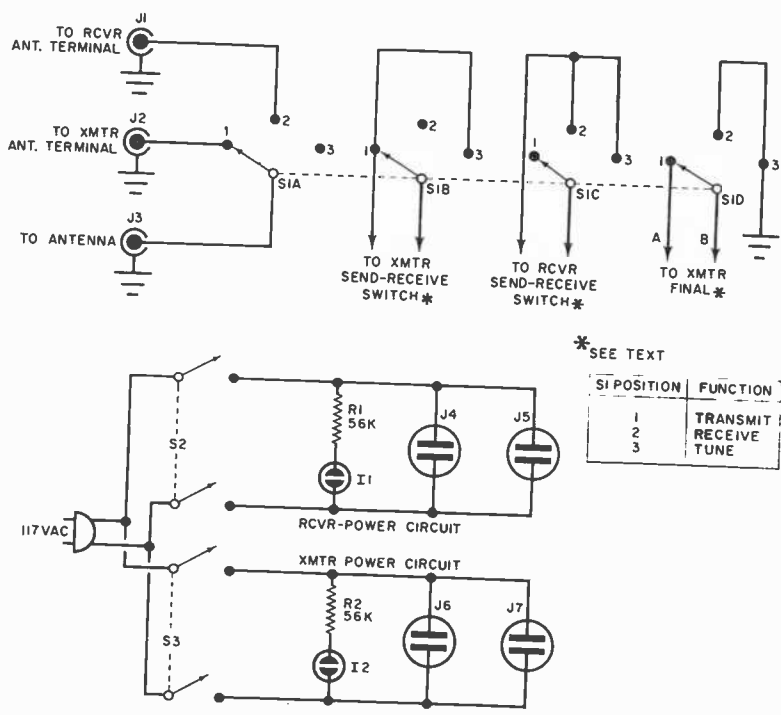 J1
TO RCVR
ANT. TERMINAL
2
J2
TO XMTR
ANT. TERMINAL
1
3
S1A
J3
TO ANTENNA
1
2
3
S1B
TO XMTR
SEND-RECEIVE
SWITCH*
1
2
3
S1C
TO RCVR
SEND-RECEIVE
SWITCH*
1
2
3
S1D
A
B
TO XMTR
FINAL*
*SEE TEXT
S1 POSITION FUNCTION
1 TRANSMIT
2 RECEIVE
3 TUNE
S2
R1
56K
I1
J4
J5
RCVR-POWER CIRCUIT
117VAC
XMTR POWER CIRCUIT
S3
R2
56K
I2
J6
J7